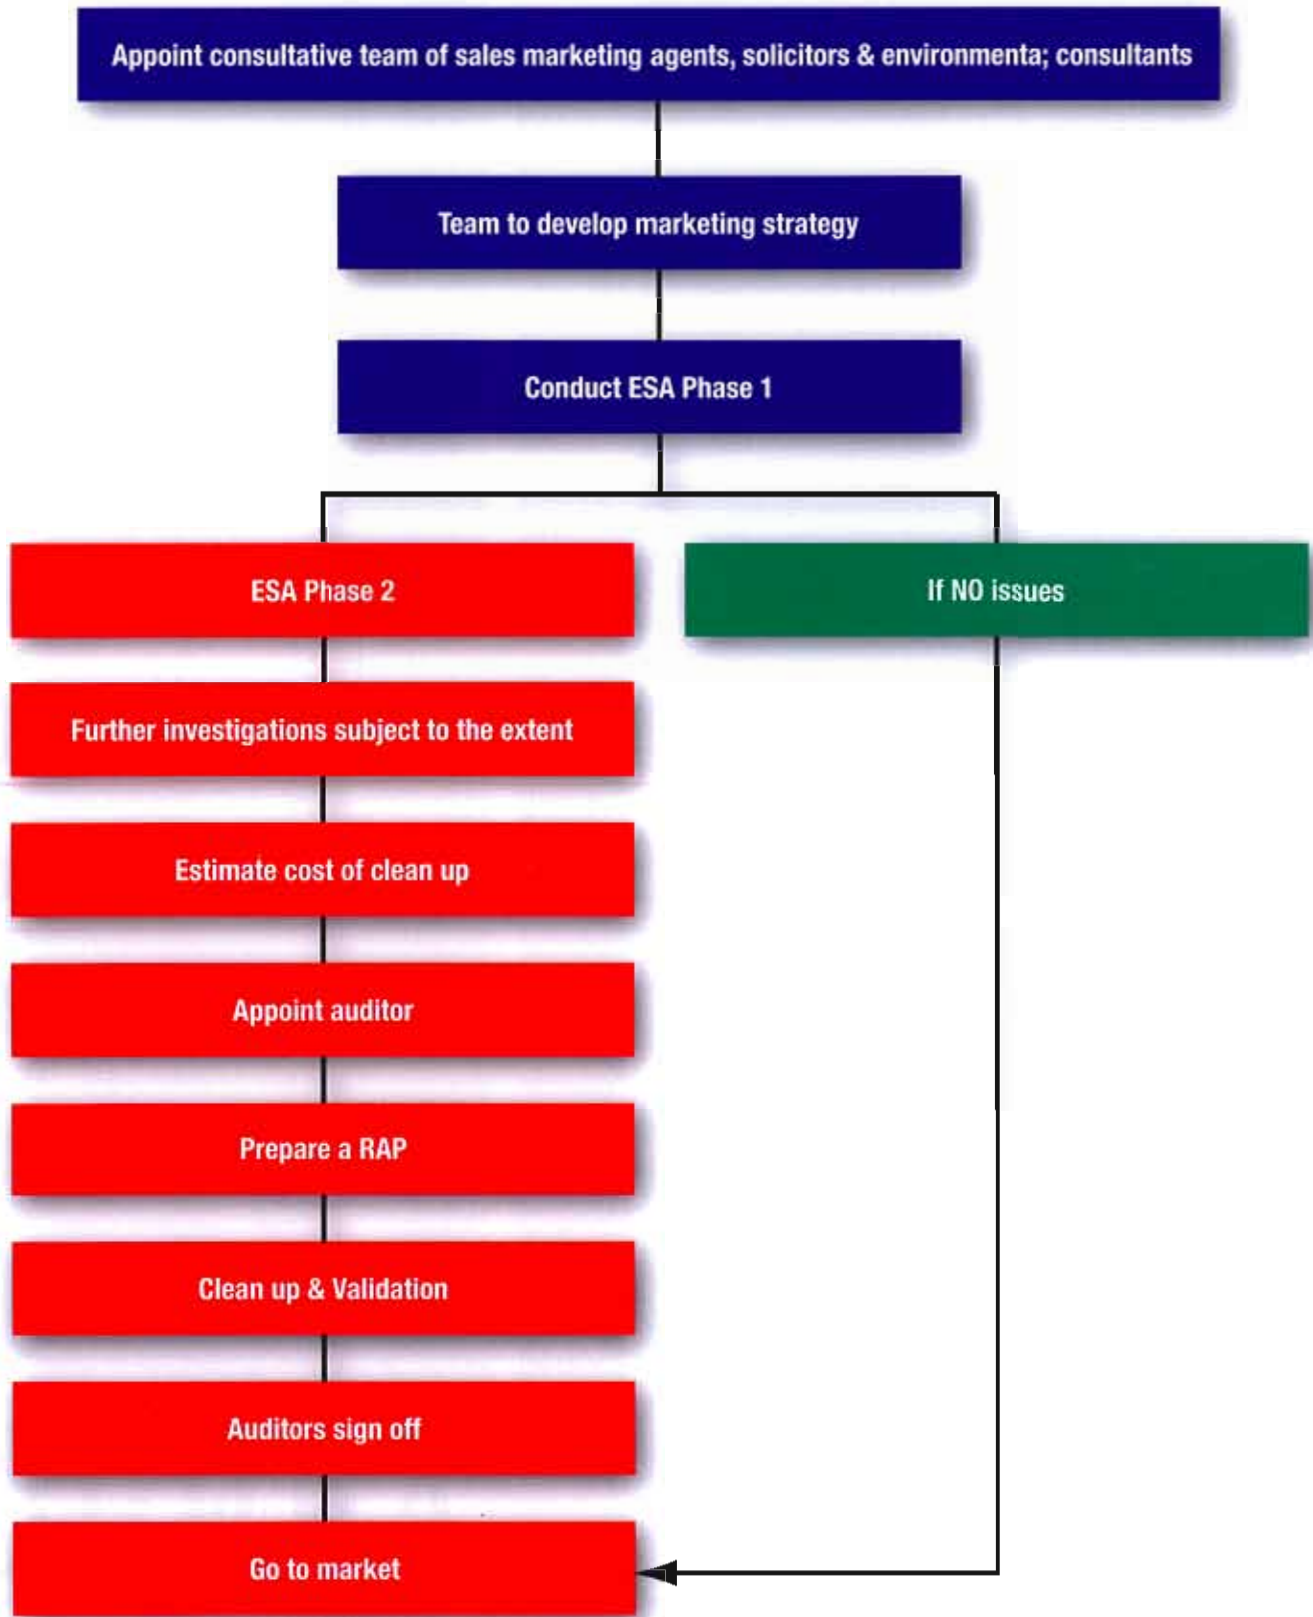 Appoint consultative team of sales marketing agents, solicitors & environmenta; consultants
Team to develop marketing strategy
Conduct ESA Phase 1
ESA Phase 2
If NO issues
Further investigations subject to the extent
Estimate cost of clean up
Appoint auditor
Prepare a RAP
Clean up & Validation
Auditors sign off
Go to market